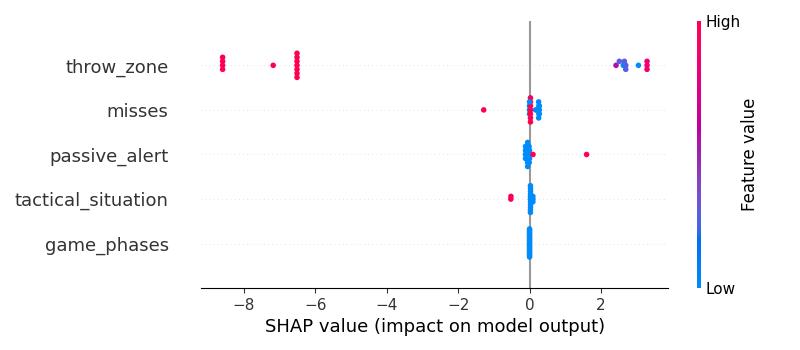 High
throw_zone
misses
passive_alert
tactical_situation
game_phases
Feature value
Low
−8 −6 −4 −2 0 2
SHAP value (impact on model output)